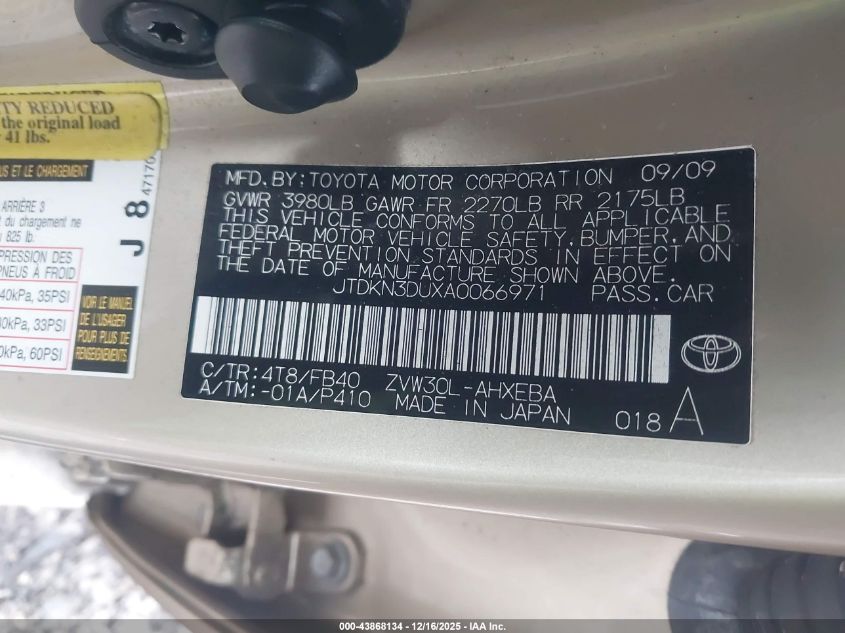 TY REDUCED
the original load
41 lbs.
US ET LE CHARGEMENT
ARRIÈRE 3
du chargement ne
825 lb.
PRESSION DES
PNEUS À FROID
40kPa, 35PSI
0kPa, 33PSI
0kPa, 60PSI
47170
J 8
VOIR LE MANUEL
DE L'USAGER
POUR PLUS DE
RENSEIGNEMENTS
MFD.BY:TOYOTA MOTOR CORPORATION 09/09
GVWR 3980LB GAWR FR 2270LB RR 2175LB
THIS VEHICLE CONFORMS TO ALL APPLICABLE
FEDERAL MOTOR VEHICLE SAFETY,BUMPER,AND
THEFT PREVENTION STANDARDS IN EFFECT ON
THE DATE OF MANUFACTURE SHOWN ABOVE.
JTDKN3DUXA0066971 PASS.CAR
C/TR:4T8/FB40 ZVW30L-AHXEBA
A/TM:-01A/P410 MADE IN JAPAN 018 A
000-43868134 - 12/16/2025 - IAA Inc.